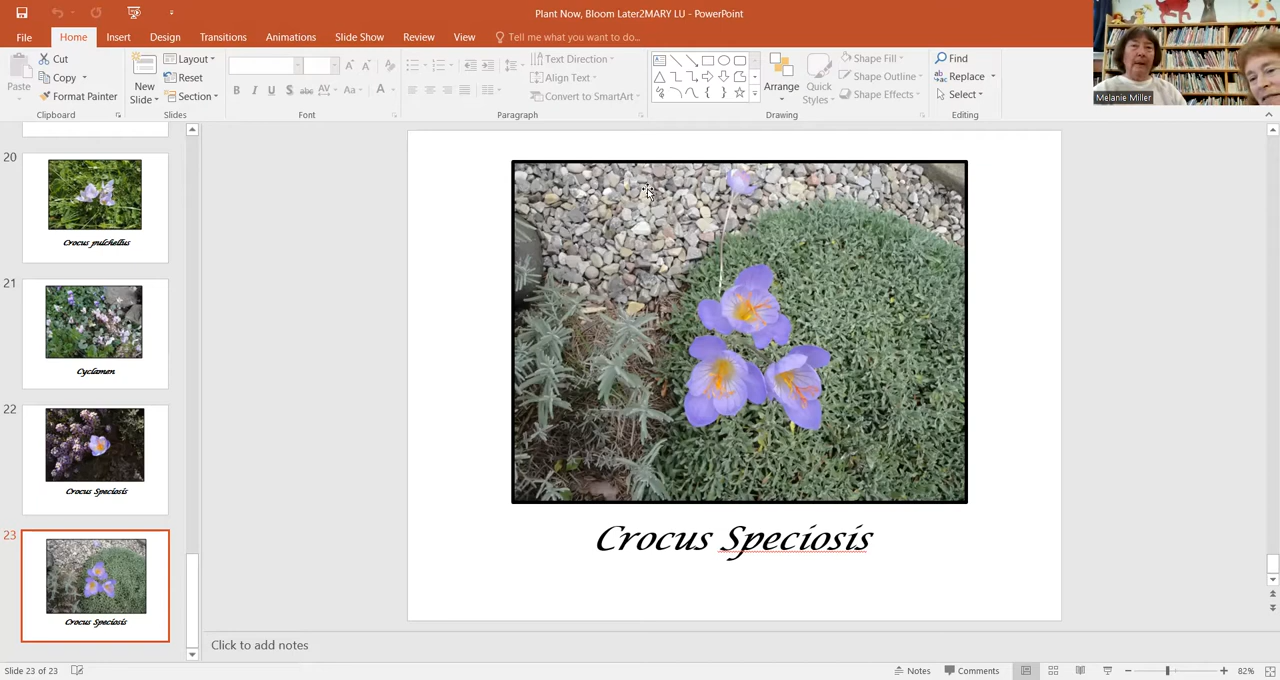 Plant Now, Bloom Later2MARY LU - PowerPoint
File Home Insert Design Transitions Animations Slide Show Review View Tell me what you want to do...
Paste
Cut
Copy
Format Painter
Clipboard
New Slide
Layout
Reset
Section
Slides
B I U S abc AV Aa A
Font
Text Direction
Align Text
Convert to SmartArt
Paragraph
Arrange
Quick Styles
Shape Fill
Shape Outline
Shape Effects
Drawing
Find
Replace
Select
Editing
Melanie Miller
20
Crocus pulchellus
21
Cyclamen
22
Crocus Speciosis
23
Crocus Speciosis
Crocus Speciosis
Click to add notes
Slide 23 of 23
Notes
Comments
82%